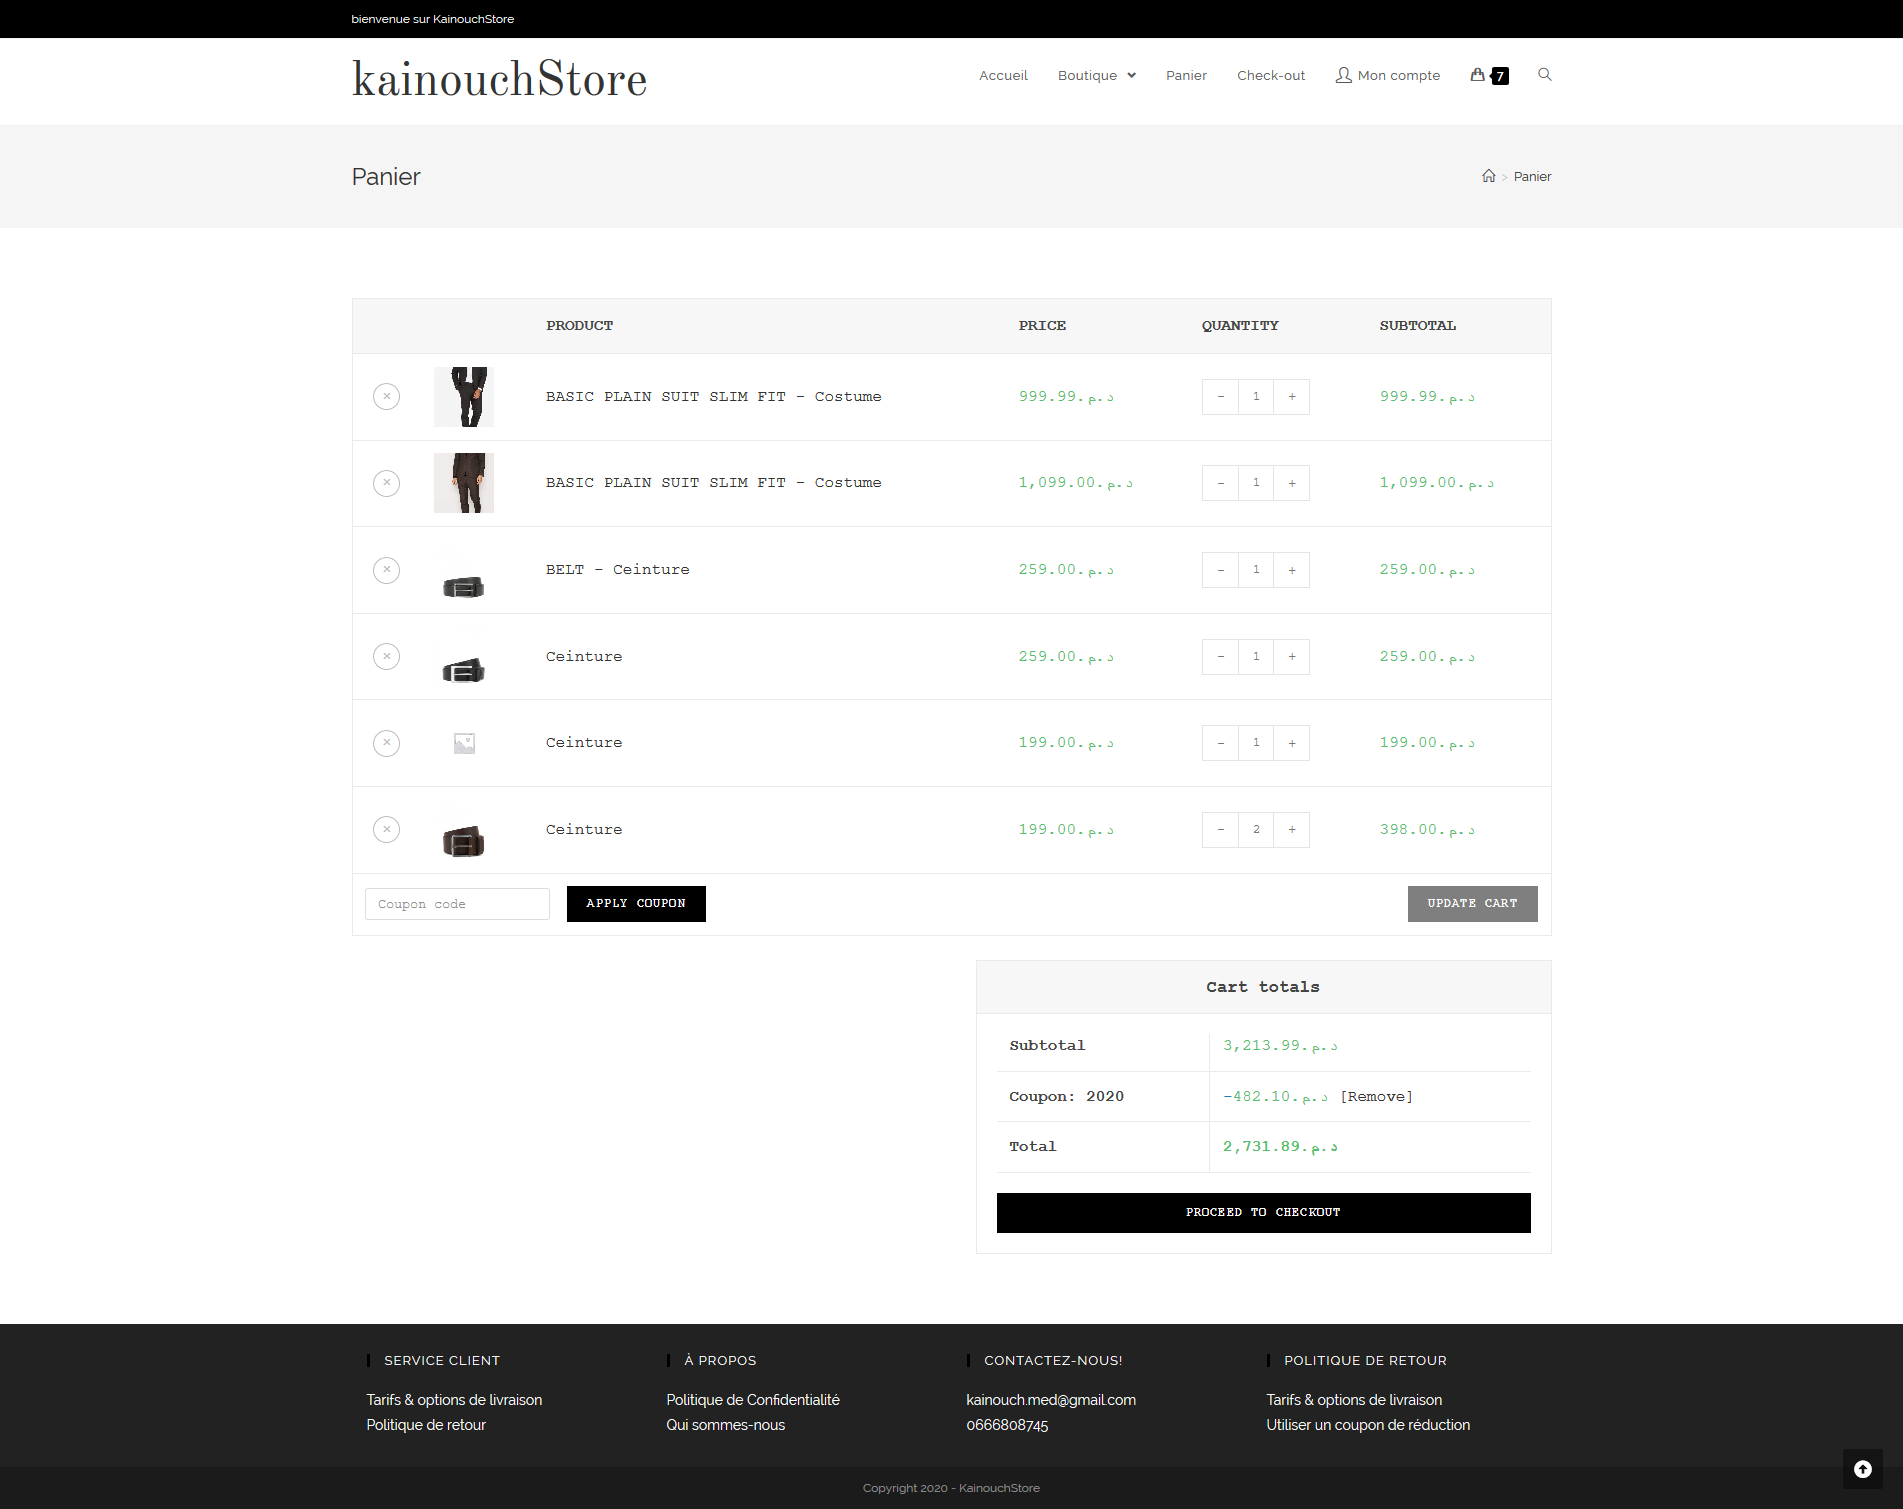 bienvenue sur KainouchStore
kainouchStore
Accueil Boutique Panier Check-out Mon compte 7
Panier
> Panier
PRODUCT PRICE QUANTITY SUBTOTAL
× BASIC PLAIN SUIT SLIM FIT - Costume 999.99.د.م - 1 + 999.99.د.م
× BASIC PLAIN SUIT SLIM FIT - Costume 1,099.00.د.م - 1 + 1,099.00.د.م
× BELT - Ceinture 259.00.د.م - 1 + 259.00.د.م
× Ceinture 259.00.د.م - 1 + 259.00.د.م
× Ceinture 199.00.د.م - 1 + 199.00.د.م
× Ceinture 199.00.د.م - 2 + 398.00.د.م
Coupon code APPLY COUPON UPDATE CART
Cart totals
Subtotal 3,213.99.د.م
Coupon: 2020 -482.10.د.م [Remove]
Total 2,731.89.د.م
PROCEED TO CHECKOUT
SERVICE CLIENT
Tarifs & options de livraison
Politique de retour
À PROPOS
Politique de Confidentialité
Qui sommes-nous
CONTACTEZ-NOUS!
kainouch.med@gmail.com
0666808745
POLITIQUE DE RETOUR
Tarifs & options de livraison
Utiliser un coupon de réduction
Copyright 2020 - KainouchStore